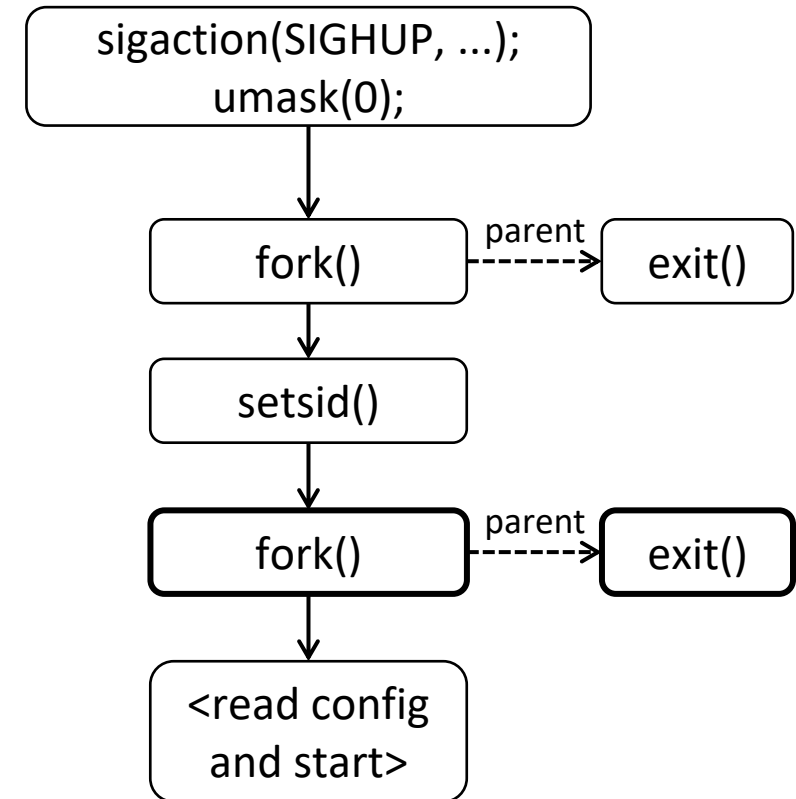 sigaction(SIGHUP, ...);
umask(0);
fork()
parent
exit()
setsid()
fork()
parent
exit()
<read config
and start>